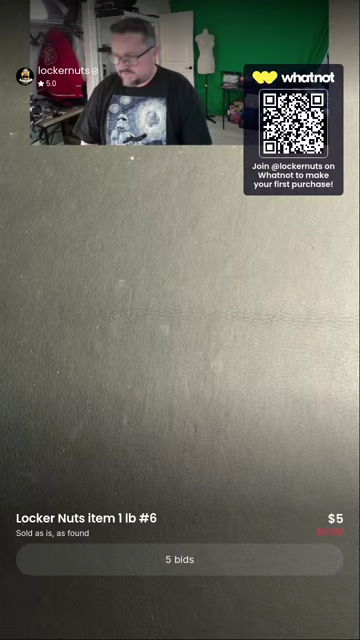 lockernuts
5.0
whatnot
Join @lockernuts on
Whatnot to make
your first purchase!
Locker Nuts item 1 lb #6
$5
Sold as is, as found
5 bids